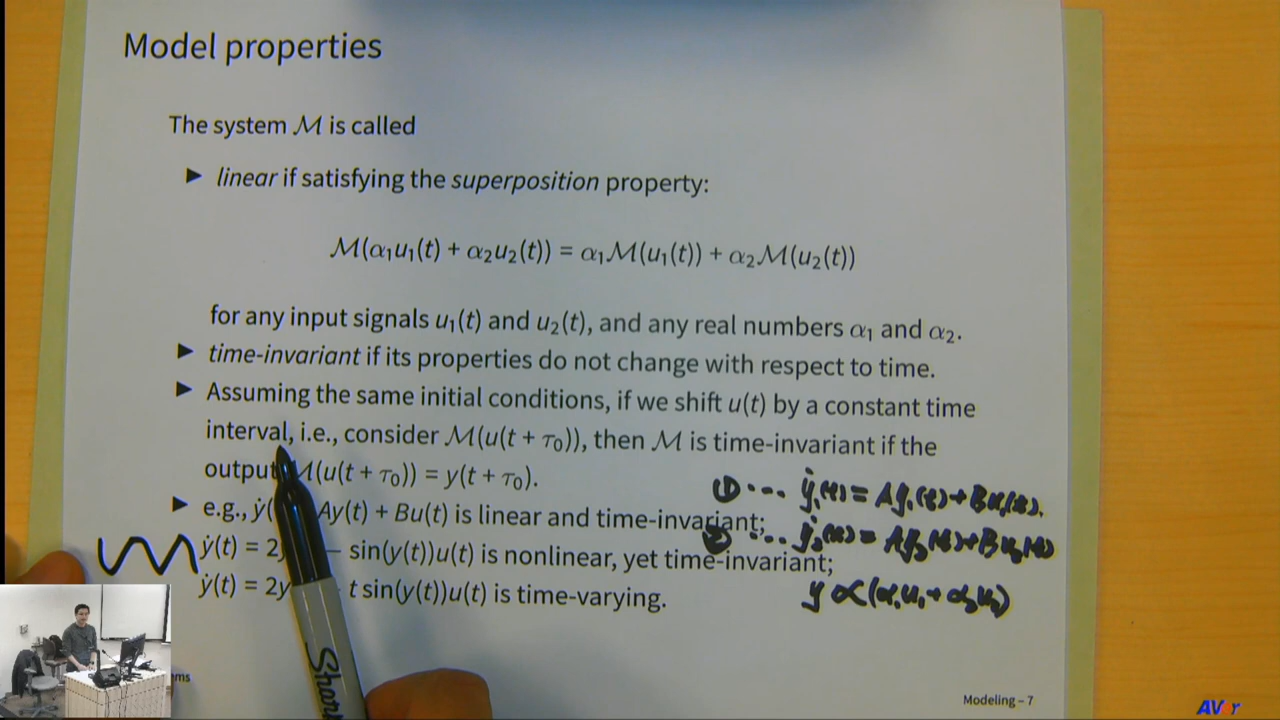 Model properties
The system M is called
► linear if satisfying the superposition property:
M(α₁u₁(t) + α₂u₂(t)) = α₁M(u₁(t)) + α₂M(u₂(t))
for any input signals u₁(t) and u₂(t), and any real numbers α₁ and α₂.
► time-invariant if its properties do not change with respect to time.
► Assuming the same initial conditions, if we shift u(t) by a constant time
interval, i.e., consider M(u(t + τ₀)), then M is time-invariant if the
output M(u(t + τ₀)) = y(t + τ₀).
① ... ẏ₁(t) = Ay₁(t) + Bu₁(t).
► e.g., ẏ( Ay(t) + Bu(t) is linear and time-invariant;
② ... ẏ₂(t) = Ay₂(t) + Bu₂(t)
ẏ(t) = 2y – sin(y(t))u(t) is nonlinear, yet time-invariant;
ẏ(t) = 2y t sin(y(t))u(t) is time-varying.
y ∝ (α₁u₁ + α₂u₂)
ems
Modeling – 7
Shar
AVer